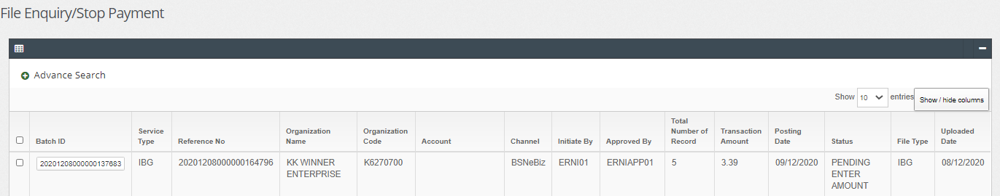 File Enquiry/Stop Payment
Advance Search
Show 10 entries Show / hide columns
Batch ID
Service
Type
Reference No
Organization
Name
Organization
Code
Account
Channel
Initiate By
Approved By
Total
Number of
Record
Transaction
Amount
Posting
Date
Status
File Type
Uploaded
Date
20201208000000137683
IBG
20201208000000164796
KK WINNER
ENTERPRISE
K6270700
BSNeBiz
ERNI01
ERNIAPP01
5
3.39
09/12/2020
PENDING
ENTER
AMOUNT
IBG
08/12/2020